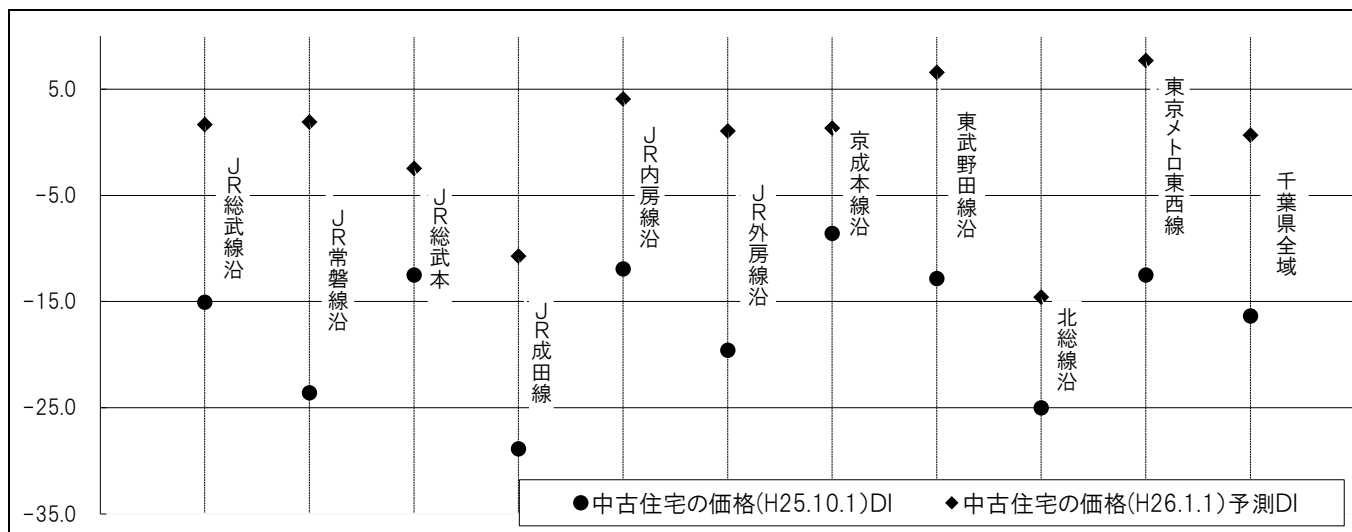 5.0
-5.0
-15.0
-25.0
-35.0
JR総武線沿
JR常磐線沿
JR総武本
JR成田線
JR内房線沿
JR外房線沿
京成本線沿
東武野田線沿
北総線沿
東京メトロ東西線
千葉県全域
●中古住宅の価格(H25.10.1)DI ◆中古住宅の価格(H26.1.1)予測DI